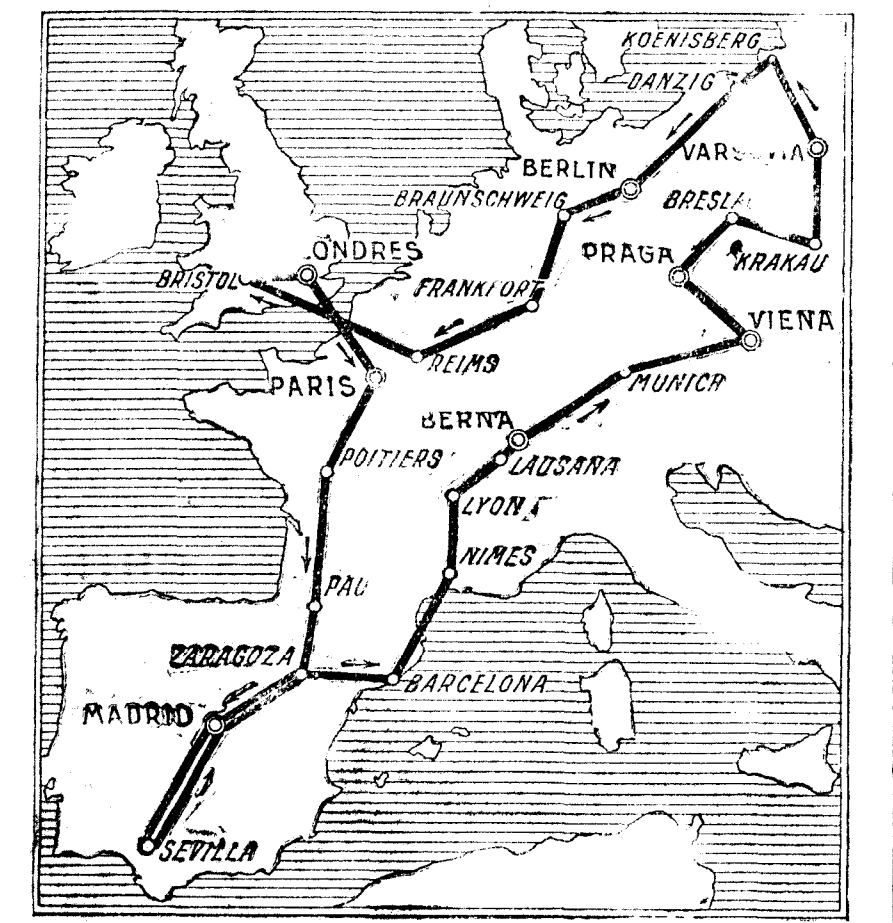 KOENISBERG
DANZIG
BERLIN
BRAUNSCHWEIG
PRAGA
KRAKAU
ONDRES
BRISTOL
FRANKFORT
VIENA
REIMS
PARIS
MUNICH
BERNA
POITIERS
LAUSANA
LYON
NIMES
PAU
ZARAGOZA
BARCELONA
MADRID
SEVILLA